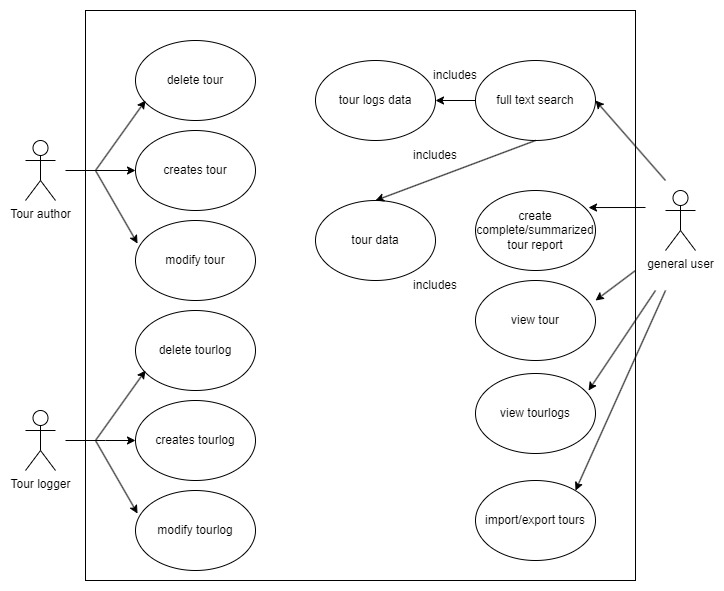 delete tour
includes
tour logs data
full text search
includes
creates tour
Tour author
create
complete/summarized
tour report
tour data
modify tour
general user
includes
view tour
delete tourlog
view tourlogs
creates tourlog
Tour logger
import/export tours
modify tourlog